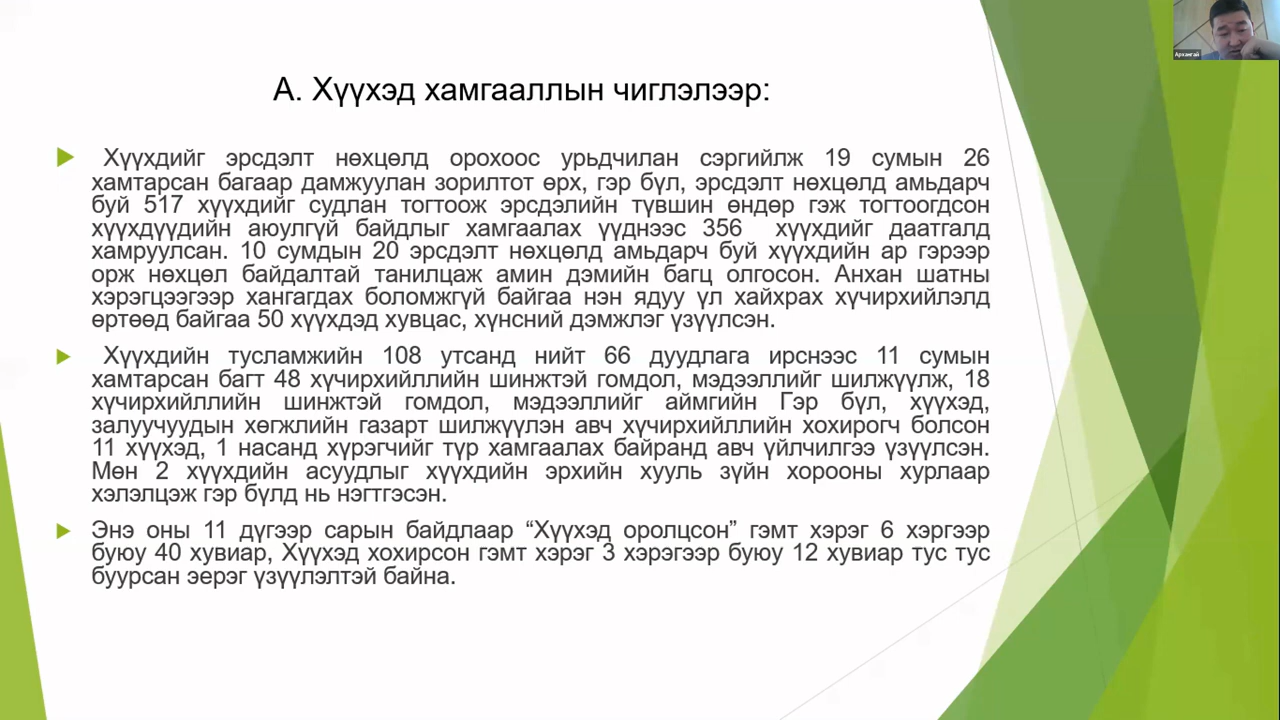 А. Хүүхэд хамгааллын чиглэлээр:
Хүүхдийг эрсдэлт нөхцөлд орохоос урьдчилан сэргийлж 19 сумын 26
хамтарсан багаар дамжуулан зорилтот өрх, гэр бүл, эрсдэлт нөхцөлд амьдарч
буй 517 хүүхдийг судлан тогтоож эрсдэлийн түвшин өндөр гэж тогтоогдсон
хүүхдүүдийн аюулгүй байдлыг хамгаалах үүднээс 356 хүүхдийг даатгалд
хамруулсан. 10 сумдын 20 эрсдэлт нөхцөлд амьдарч буй хүүхдийн ар гэрээр
орж нөхцөл байдалтай танилцаж амин дэмийн багц олгосон. Анхан шатны
хэрэгцээгээр хангагдах боломжгүй байгаа нэн ядуу үл хайхрах хүчирхийлэлд
өртөөд байгаа 50 хүүхдэд хувцас, хүнсний дэмжлэг үзүүлсэн.
Хүүхдийн тусламжийн 108 утсанд нийт 66 дуудлага ирснээс 11 сумын
хамтарсан багт 48 хүчирхийллийн шинжтэй гомдол, мэдээллийг шилжүүлж, 18
хүчирхийллийн шинжтэй гомдол, мэдээллийг аймгийн Гэр бүл, хүүхэд,
залуучуудын хөгжлийн газарт шилжүүлэн авч хүчирхийллийн хохирогч болсон
11 хүүхэд, 1 насанд хүрэгчийг түр хамгаалах байранд авч үйлчилгээ үзүүлсэн.
Мөн 2 хүүхдийн асуудлыг хүүхдийн эрхийн хууль зүйн хорооны хурлаар
хэлэлцэж гэр бүлд нь нэгтгэсэн.
Энэ оны 11 дүгээр сарын байдлаар “Хүүхэд оролцсон” гэмт хэрэг 6 хэргээр
буюу 40 хувиар, Хүүхэд хохирсон гэмт хэрэг 3 хэрэгээр буюу 12 хувиар тус тус
буурсан эерэг үзүүлэлтэй байна.
Архангай